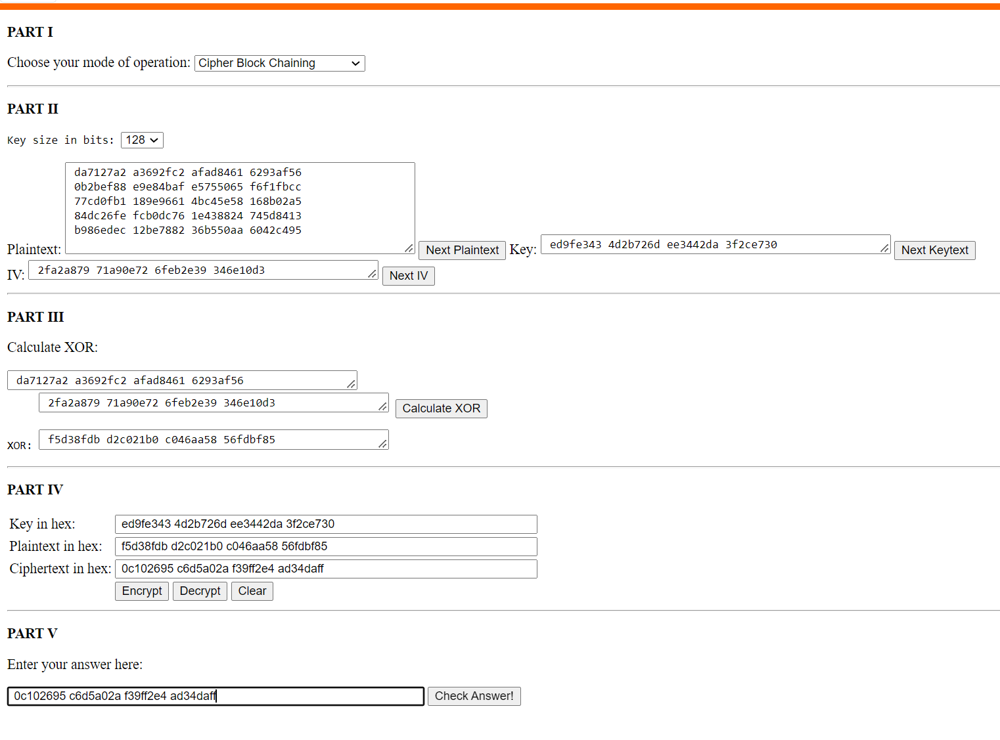 PART I
Choose your mode of operation: Cipher Block Chaining
PART II
Key size in bits: 128
da7127a2 a3692fc2 afad8461 6293af56
0b2bef88 e9e84baf e5755065 f6f1fbcc
77cd0fb1 189e9661 4bc45e58 168b02a5
84dc26fe fcb0dc76 1e438824 745d8413
b986edec 12be7882 36b550aa 6042c495
Plaintext: Next Plaintext Key: ed9fe343 4d2b726d ee3442da 3f2ce730 Next Keytext
IV: 2fa2a879 71a90e72 6feb2e39 346e10d3 Next IV
PART III
Calculate XOR:
da7127a2 a3692fc2 afad8461 6293af56
2fa2a879 71a90e72 6feb2e39 346e10d3 Calculate XOR
XOR: f5d38fdb d2c021b0 c046aa58 56fdbf85
PART IV
Key in hex: ed9fe343 4d2b726d ee3442da 3f2ce730
Plaintext in hex: f5d38fdb d2c021b0 c046aa58 56fdbf85
Ciphertext in hex: 0c102695 c6d5a02a f39ff2e4 ad34daff
Encrypt Decrypt Clear
PART V
Enter your answer here:
0c102695 c6d5a02a f39ff2e4 ad34daff Check Answer!